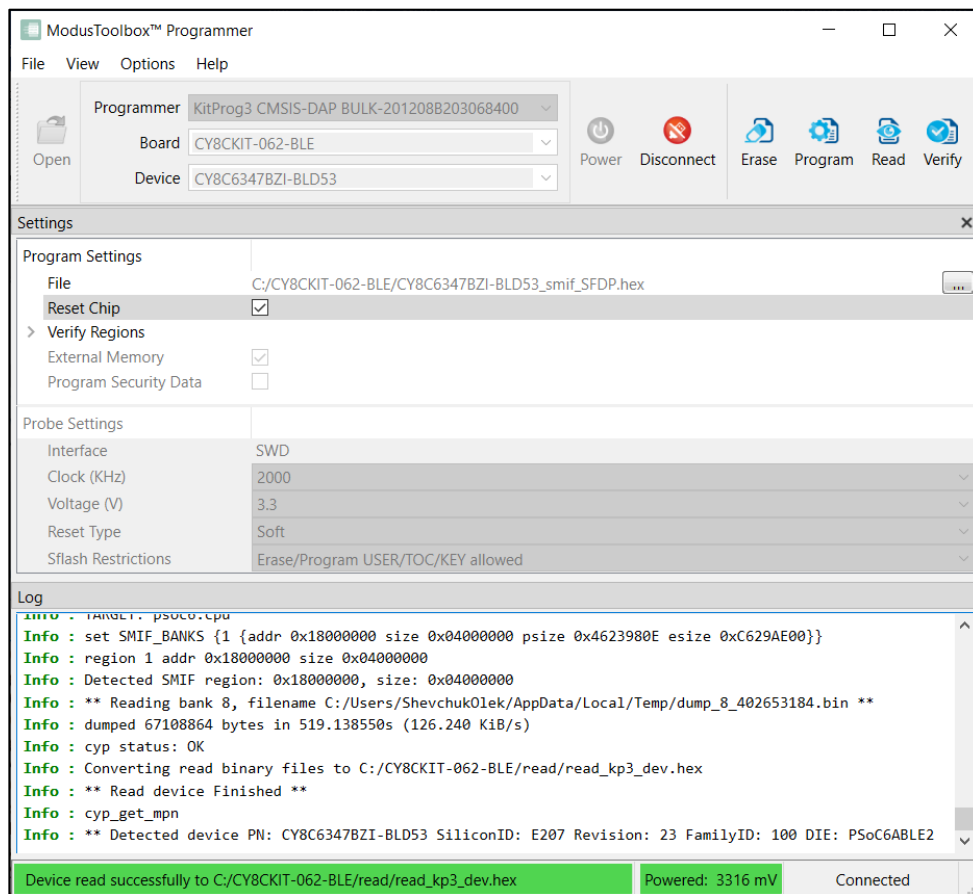 ModusToolbox™ Programmer
File View Options Help
Open
Programmer KitProg3 CMSIS-DAP BULK-201208B203068400
Board CY8CKIT-062-BLE
Device CY8C6347BZI-BLD53
Power Disconnect Erase Program Read Verify
Settings
Program Settings
File C:/CY8CKIT-062-BLE/CY8C6347BZI-BLD53_smif_SFDP.hex ...
Reset Chip
Verify Regions
External Memory
Program Security Data
Probe Settings
Interface SWD
Clock (KHz) 2000
Voltage (V) 3.3
Reset Type Soft
Sflash Restrictions Erase/Program USER/TOC/KEY allowed
Log
Info : TARGET: psoc6.cpu
Info : set SMIF_BANKS {1 {addr 0x18000000 size 0x04000000 psize 0x4623980E esize 0xC629AE00}}
Info : region 1 addr 0x18000000 size 0x04000000
Info : Detected SMIF region: 0x18000000, size: 0x04000000
Info : ** Reading bank 8, filename C:/Users/ShevchukOlek/AppData/Local/Temp/dump_8_402653184.bin **
Info : dumped 67108864 bytes in 519.138550s (126.240 KiB/s)
Info : cyp status: OK
Info : Converting read binary files to C:/CY8CKIT-062-BLE/read/read_kp3_dev.hex
Info : ** Read device Finished **
Info : cyp_get_mpn
Info : ** Detected device PN: CY8C6347BZI-BLD53 SiliconID: E207 Revision: 23 FamilyID: 100 DIE: PSoC6ABLE2
Device read successfully to C:/CY8CKIT-062-BLE/read/read_kp3_dev.hex Powered: 3316 mV Connected